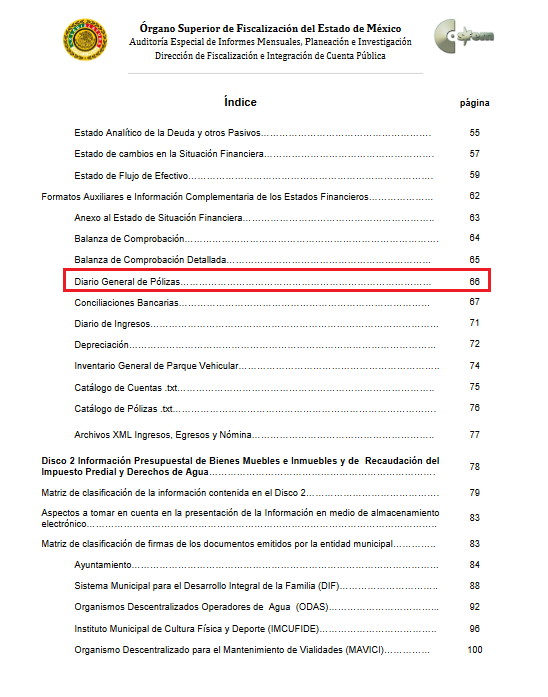 Órgano Superior de Fiscalización del Estado de México
Auditoría Especial de Informes Mensuales, Planeación e Investigación
Dirección de Fiscalización e Integración de Cuenta Pública
osfem
Índice página
Estado Analítico de la Deuda y otros Pasivos…………………………………………… 55
Estado de cambios en la Situación Financiera…………………………………………… 57
Estado de Flujo de Efectivo……………………………………………………………… 59
Formatos Auxiliares e Información Complementaria de los Estados Financieros………………… 62
Anexo al Estado de Situación Financiera………………………………………………… 63
Balanza de Comprobación………………………………………………………………… 64
Balanza de Comprobación Detallada……………………………………………………… 65
Diario General de Pólizas………………………………………………………………… 66
Conciliaciones Bancarias………………………………………………………………… 67
Diario de Ingresos………………………………………………………………………… 71
Depreciación……………………………………………………………………………… 72
Inventario General de Parque Vehicular………………………………………………… 74
Catálogo de Cuentas .txt………………………………………………………………… 75
Catálogo de Pólizas .txt………………………………………………………………… 76
Archivos XML Ingresos, Egresos y Nómina……………………………………………… 77
Disco 2 Información Presupuestal de Bienes Muebles e Inmuebles y de Recaudación del
Impuesto Predial y Derechos de Agua…………………………………………………… 78
Matriz de clasificación de la información contenida en el Disco 2………………………………… 79
Aspectos a tomar en cuenta en la presentación de la Información en medio de almacenamiento
electrónico………………………………………………………………………………… 83
Matriz de clasificación de firmas de los documentos emitidos por la entidad municipal………….. 83
Ayuntamiento……………………………………………………………………………… 84
Sistema Municipal para el Desarrollo Integral de la Familia (DIF)………………………….. 88
Organismos Descentralizados Operadores de Agua (ODAS)……………………………... 92
Instituto Municipal de Cultura Física y Deporte (IMCUFIDE)……………………………….. 96
Organismo Descentralizado para el Mantenimiento de Vialidades (MAVICI)…………… 100